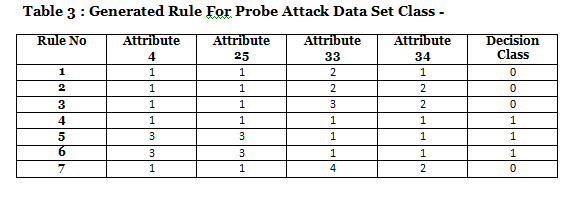 Table 3 : Generated Rule For Probe Attack Data Set Class -
Rule No Attribute 4 Attribute 25 Attribute 33 Attribute 34 Decision Class
1 1 1 2 1 0
2 1 1 2 2 0
3 1 1 3 2 0
4 1 1 1 1 1
5 3 3 1 1 1
6 3 3 1 1 1
7 1 1 4 2 0